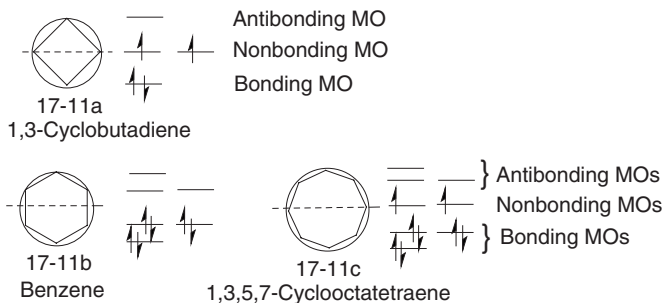 Antibonding MO
Nonbonding MO
Bonding MO
17-11a
1,3-Cyclobutadiene
} Antibonding MOs
Nonbonding MOs
} Bonding MOs
17-11b
Benzene
17-11c
1,3,5,7-Cyclooctatetraene